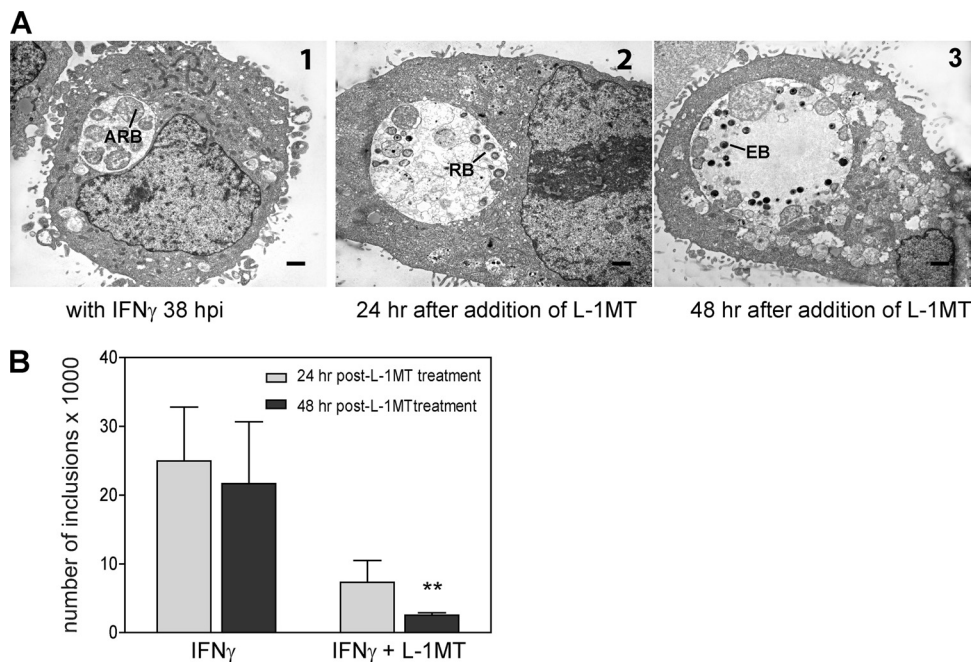 A
1
2
3
ARB
RB
EB
with IFNγ 38 hpi
24 hr after addition of L-1MT
48 hr after addition of L-1MT
B
number of inclusions x 1000
40
30
20
10
0
24 hr post-L-1MT treatment
48 hr post-L-1MT treatment
**
IFNγ
IFNγ + L-1MT